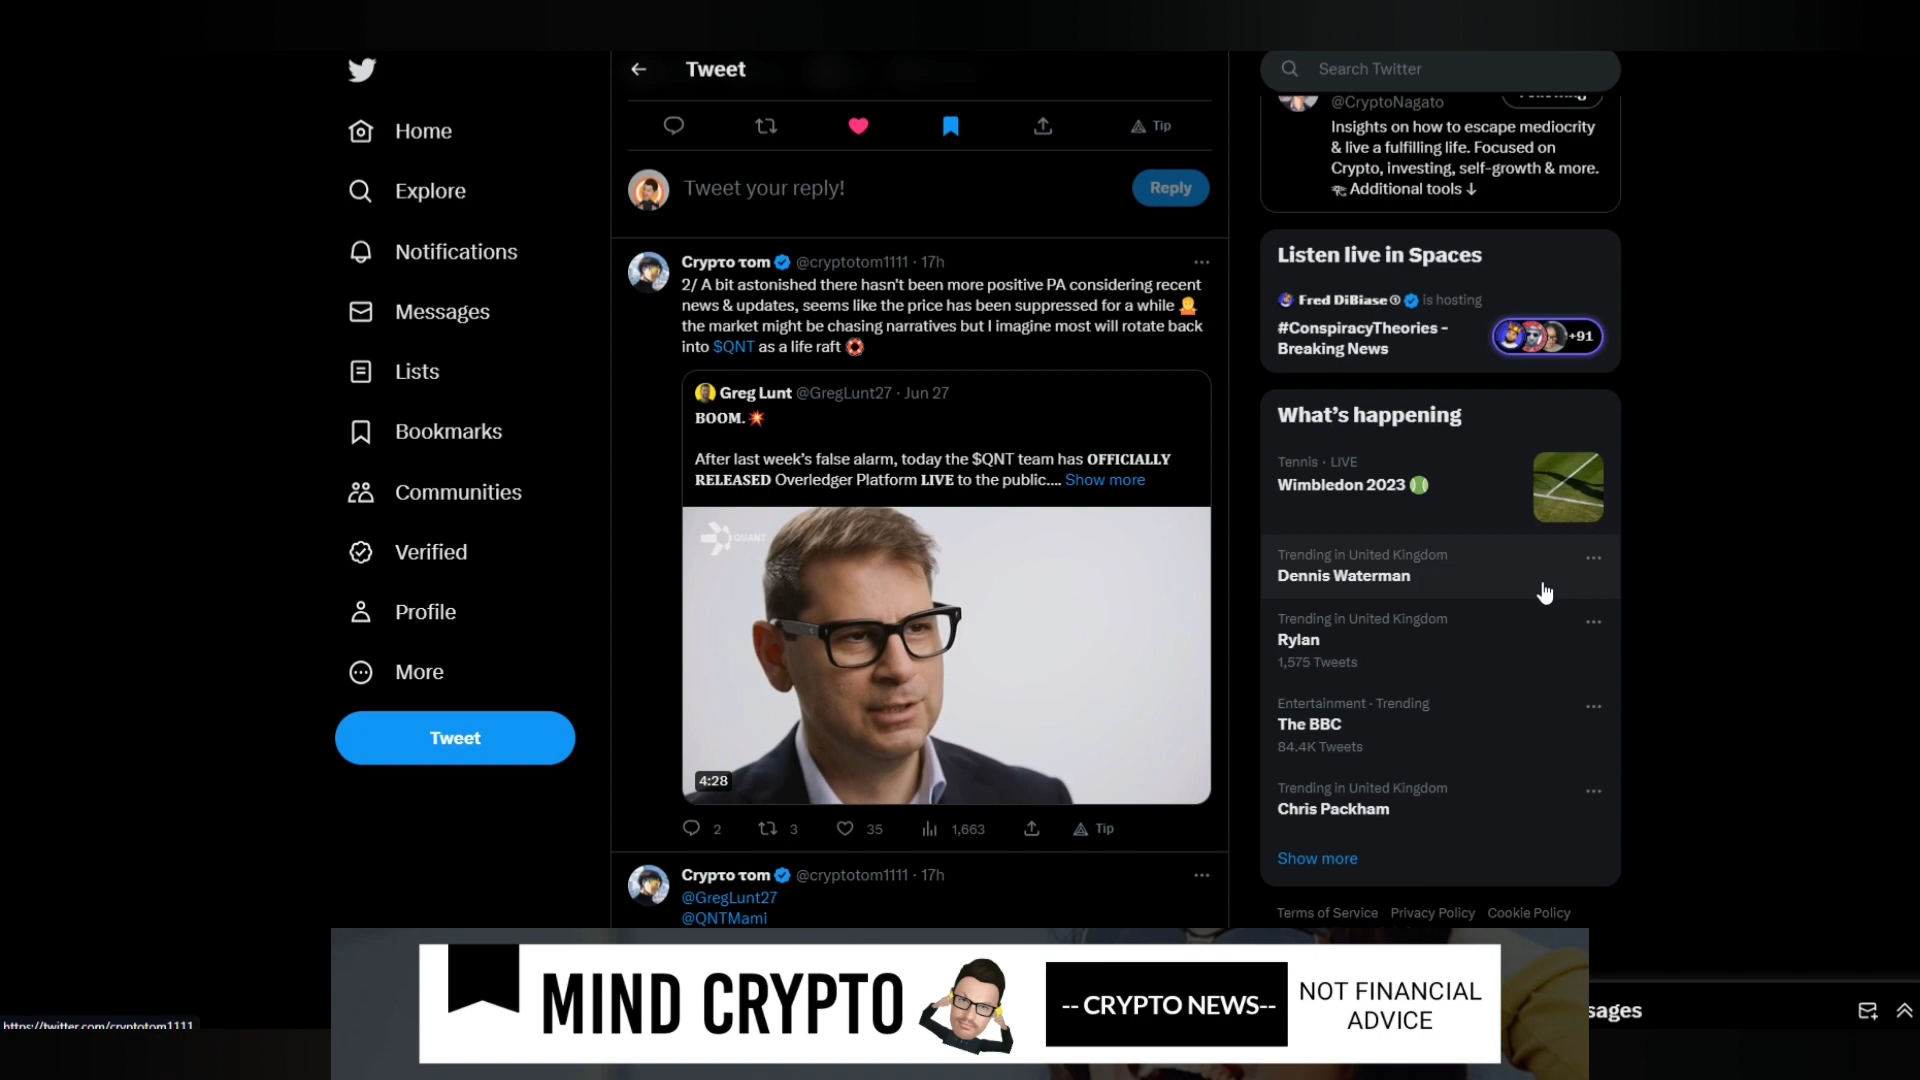 Tweet
Search Twitter
@CryptoNagato
Insights on how to escape mediocrity
& live a fulfilling life. Focused on
Crypto, investing, self-growth & more.
Additional tools ↓
Home
Explore
Notifications
Messages
Lists
Bookmarks
Communities
Verified
Profile
More
Tweet
Tip
Tweet your reply!
Reply
Crypτo τom @cryptotom1111 · 17h
2/ A bit astonished there hasn't been more positive PA considering recent
news & updates, seems like the price has been suppressed for a while
the market might be chasing narratives but I imagine most will rotate back
into $QNT as a life raft
Greg Lunt @GregLunt27 · Jun 27
BOOM.
After last week's false alarm, today the $QNT team has OFFICIALLY
RELEASED Overledger Platform LIVE to the public.... Show more
QUANT
4:28
2 3 35 1,663 Tip
Crypτo τom @cryptotom1111 · 17h
@GregLunt27
@QNTMami
Listen live in Spaces
Fred DiBiase is hosting
#ConspiracyTheories -
Breaking News
+91
What's happening
Tennis · LIVE
Wimbledon 2023
Trending in United Kingdom
Dennis Waterman
Trending in United Kingdom
Rylan
1,575 Tweets
Entertainment · Trending
The BBC
84.4K Tweets
Trending in United Kingdom
Chris Packham
Show more
Terms of Service Privacy Policy Cookie Policy
MIND CRYPTO
-- CRYPTO NEWS--
NOT FINANCIAL
ADVICE
sages
https://twitter.com/cryptotom1111